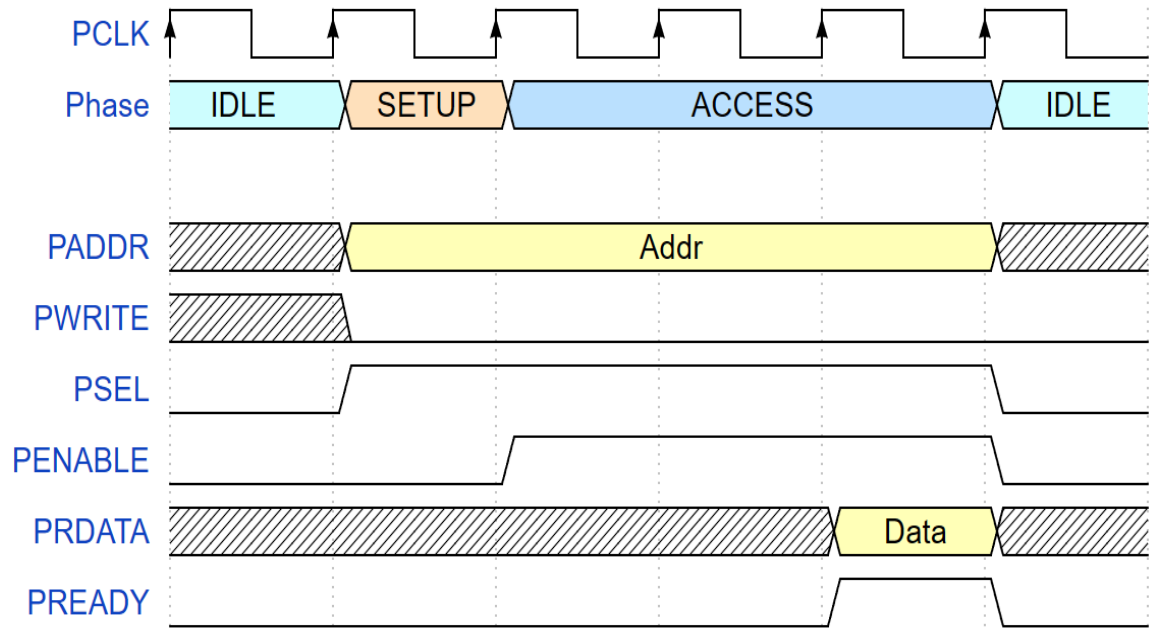 PCLK
Phase IDLE SETUP ACCESS IDLE
PADDR Addr
PWRITE
PSEL
PENABLE
PRDATA Data
PREADY